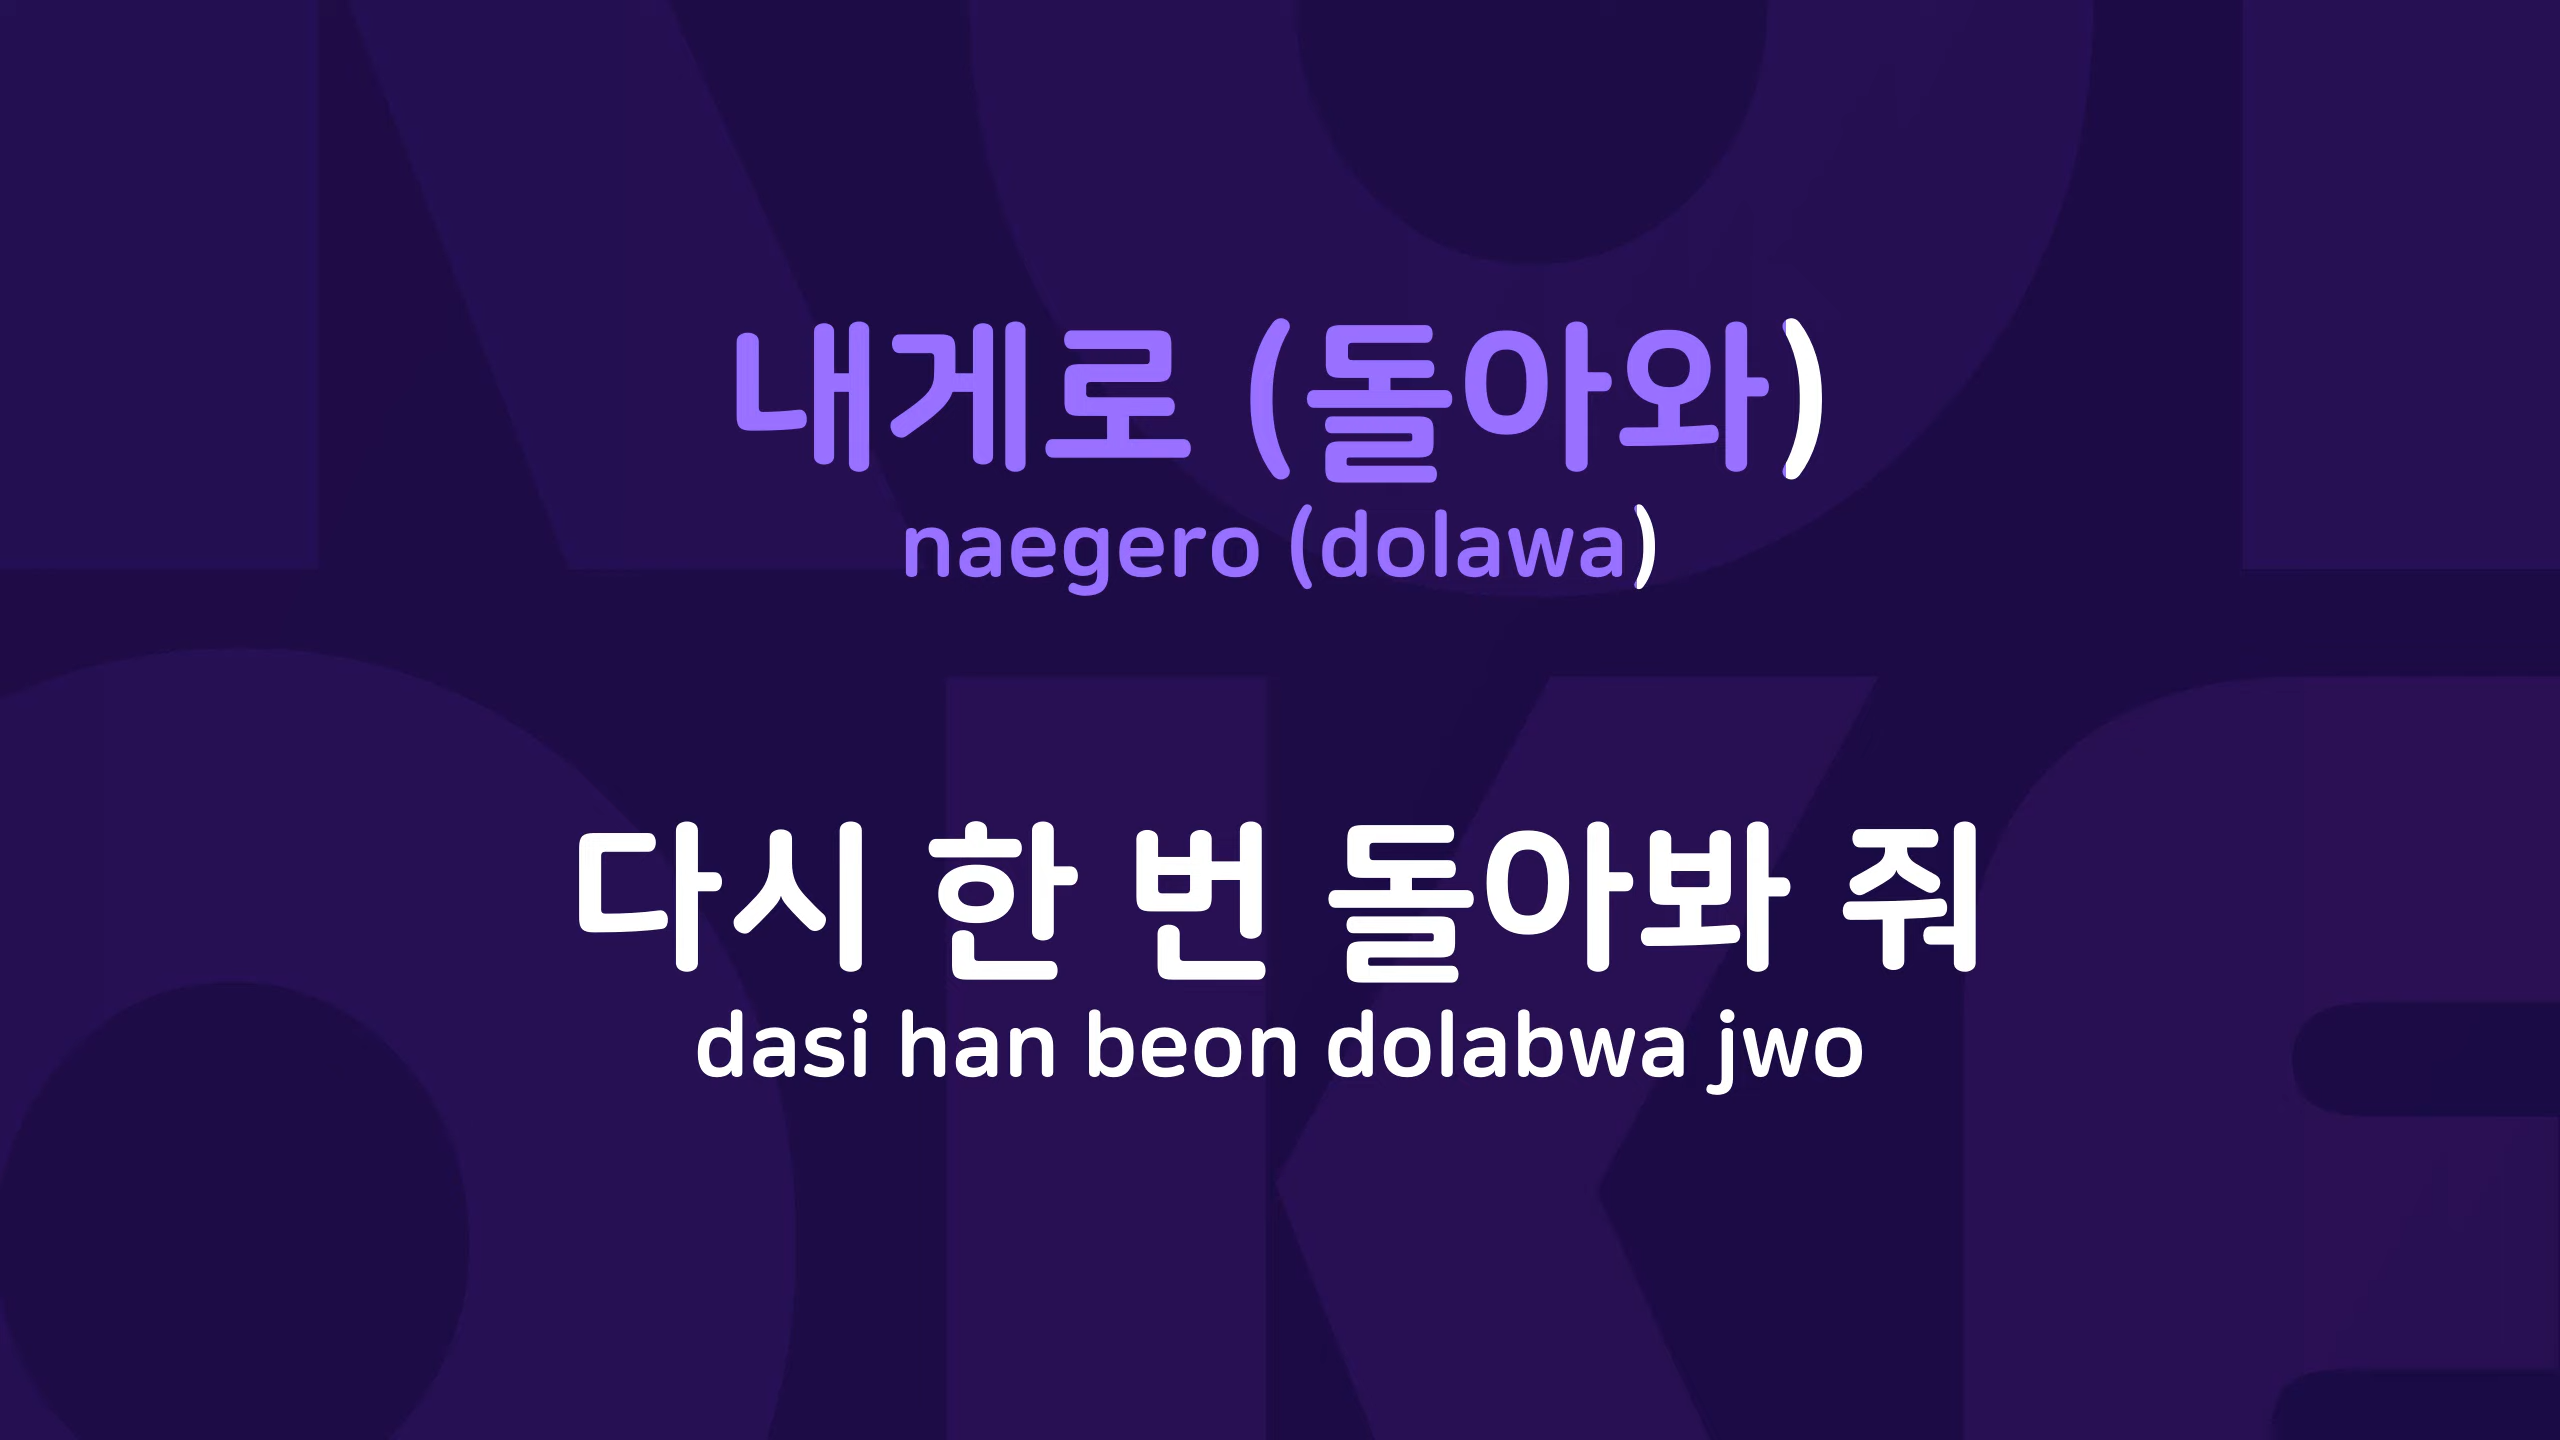 내게로 (돌아와)
naegero (dolawa)
다시 한 번 돌아봐 줘
dasi han beon dolabwa jwo